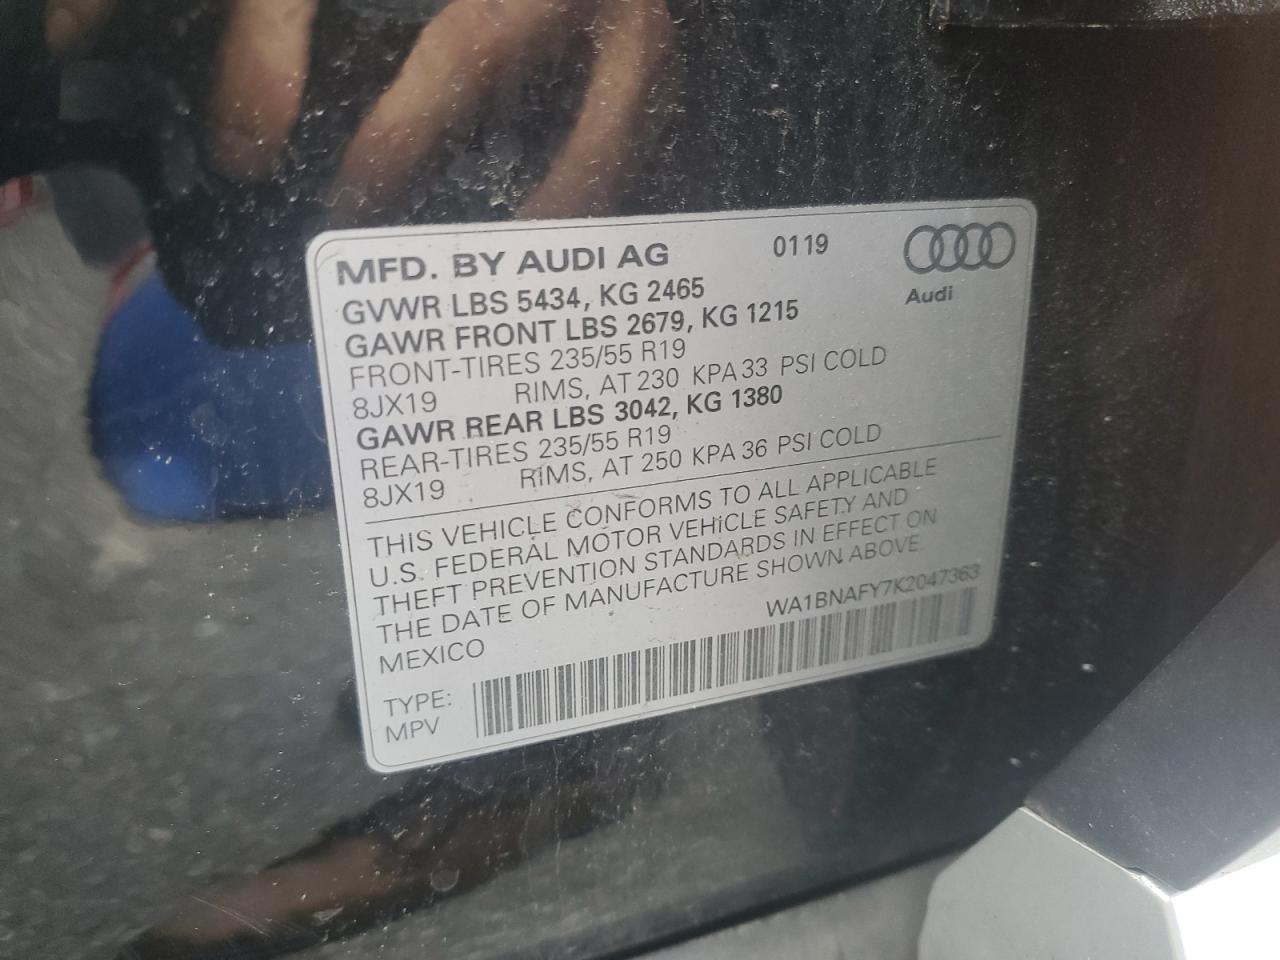 MFD. BY AUDI AG 0119
Audi
GVWR LBS 5434, KG 2465
GAWR FRONT LBS 2679, KG 1215
FRONT-TIRES 235/55 R19
8JX19 RIMS, AT 230 KPA 33 PSI COLD
GAWR REAR LBS 3042, KG 1380
REAR-TIRES 235/55 R19
8JX19 RIMS, AT 250 KPA 36 PSI COLD
THIS VEHICLE CONFORMS TO ALL APPLICABLE
U.S. FEDERAL MOTOR VEHICLE SAFETY AND
THEFT PREVENTION STANDARDS IN EFFECT ON
THE DATE OF MANUFACTURE SHOWN ABOVE.
MEXICO WA1BNAFY7K2047363
TYPE:
MPV